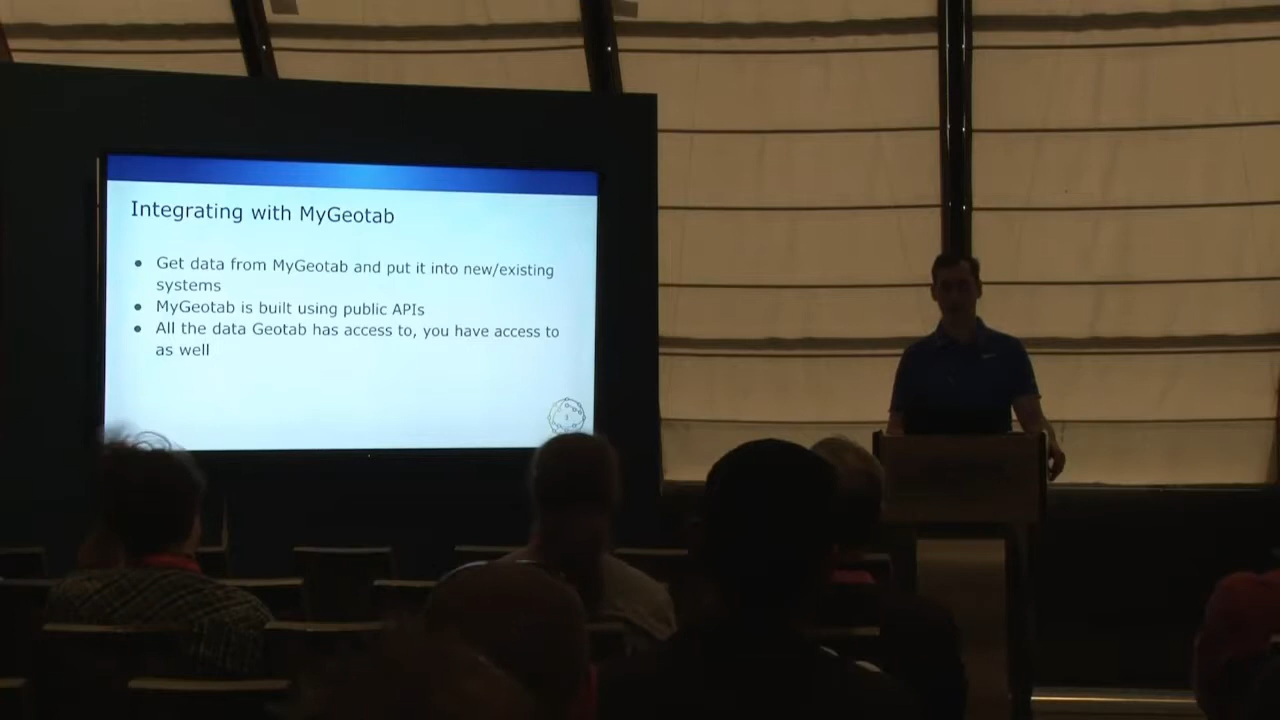 Integrating with MyGeotab
● Get data from MyGeotab and put it into new/existing
systems
● MyGeotab is built using public APIs
● All the data Geotab has access to, you have access to
as well